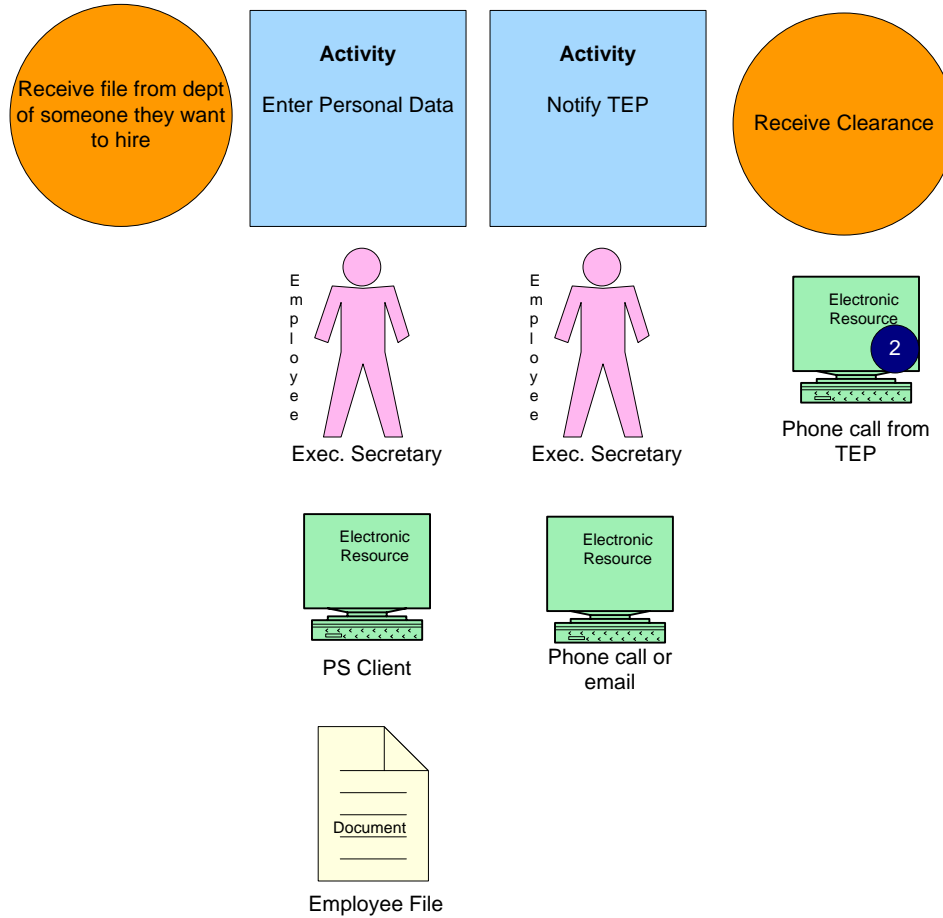 Receive file from dept
of someone they want
to hire
Activity
Enter Personal Data
Activity
Notify TEP
Receive Clearance
Employee
Exec. Secretary
Employee
Exec. Secretary
Electronic
Resource
2
Phone call from
TEP
Electronic
Resource
PS Client
Electronic
Resource
Phone call or
email
Document
Employee File